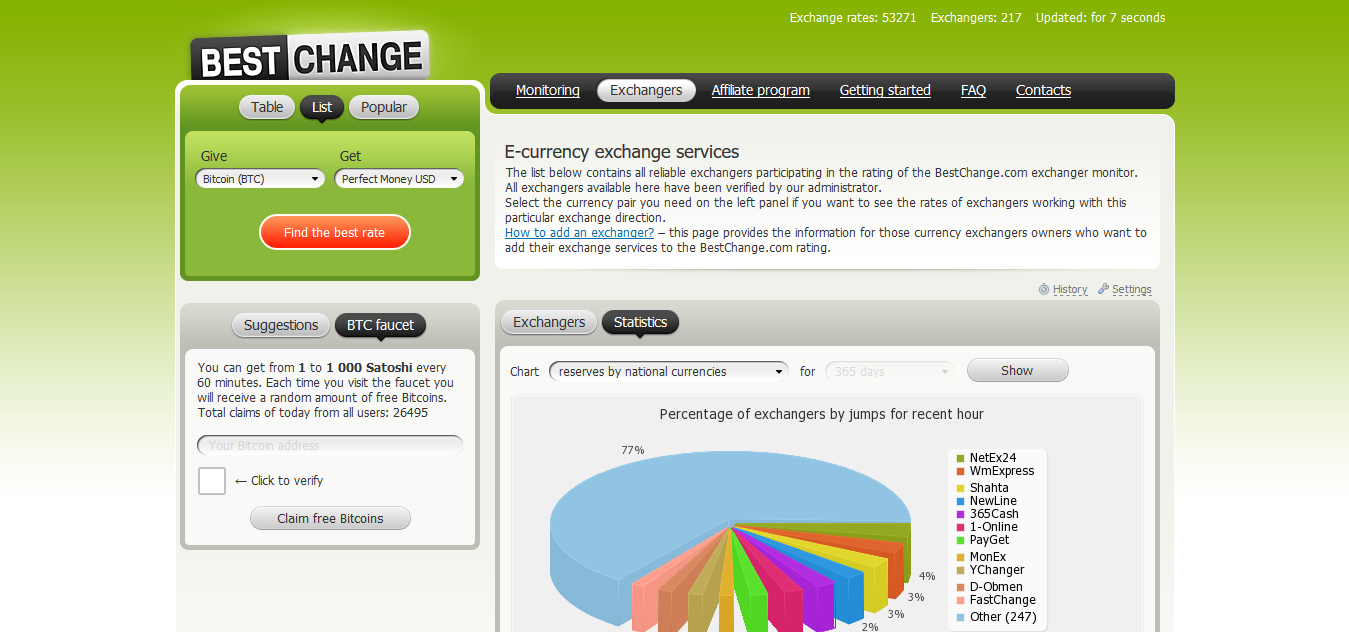 Exchange rates: 53271 Exchangers: 217 Updated: for 7 seconds
BEST CHANGE
Monitoring Exchangers Affiliate program Getting started FAQ Contacts
Table List Popular
Give Get
Bitcoin (BTC) Perfect Money USD
Find the best rate
E-currency exchange services
The list below contains all reliable exchangers participating in the rating of the BestChange.com exchanger monitor.
All exchangers available here have been verified by our administrator.
Select the currency pair you need on the left panel if you want to see the rates of exchangers working with this
particular exchange direction.
How to add an exchanger? – this page provides the information for those currency exchangers owners who want to
add their exchange services to the BestChange.com rating.
History Settings
Suggestions BTC faucet
You can get from 1 to 1 000 Satoshi every
60 minutes. Each time you visit the faucet you
will receive a random amount of free Bitcoins.
Total claims of today from all users: 26495
Your Bitcoin address
← Click to verify
Claim free Bitcoins
Exchangers Statistics
Chart reserves by national currencies for 365 days Show
Percentage of exchangers by jumps for recent hour
77%
4%
3%
3%
2%
NetEx24
WmExpress
Shahta
NewLine
365Cash
1-Online
PayGet
MonEx
YChanger
D-Obmen
FastChange
Other (247)